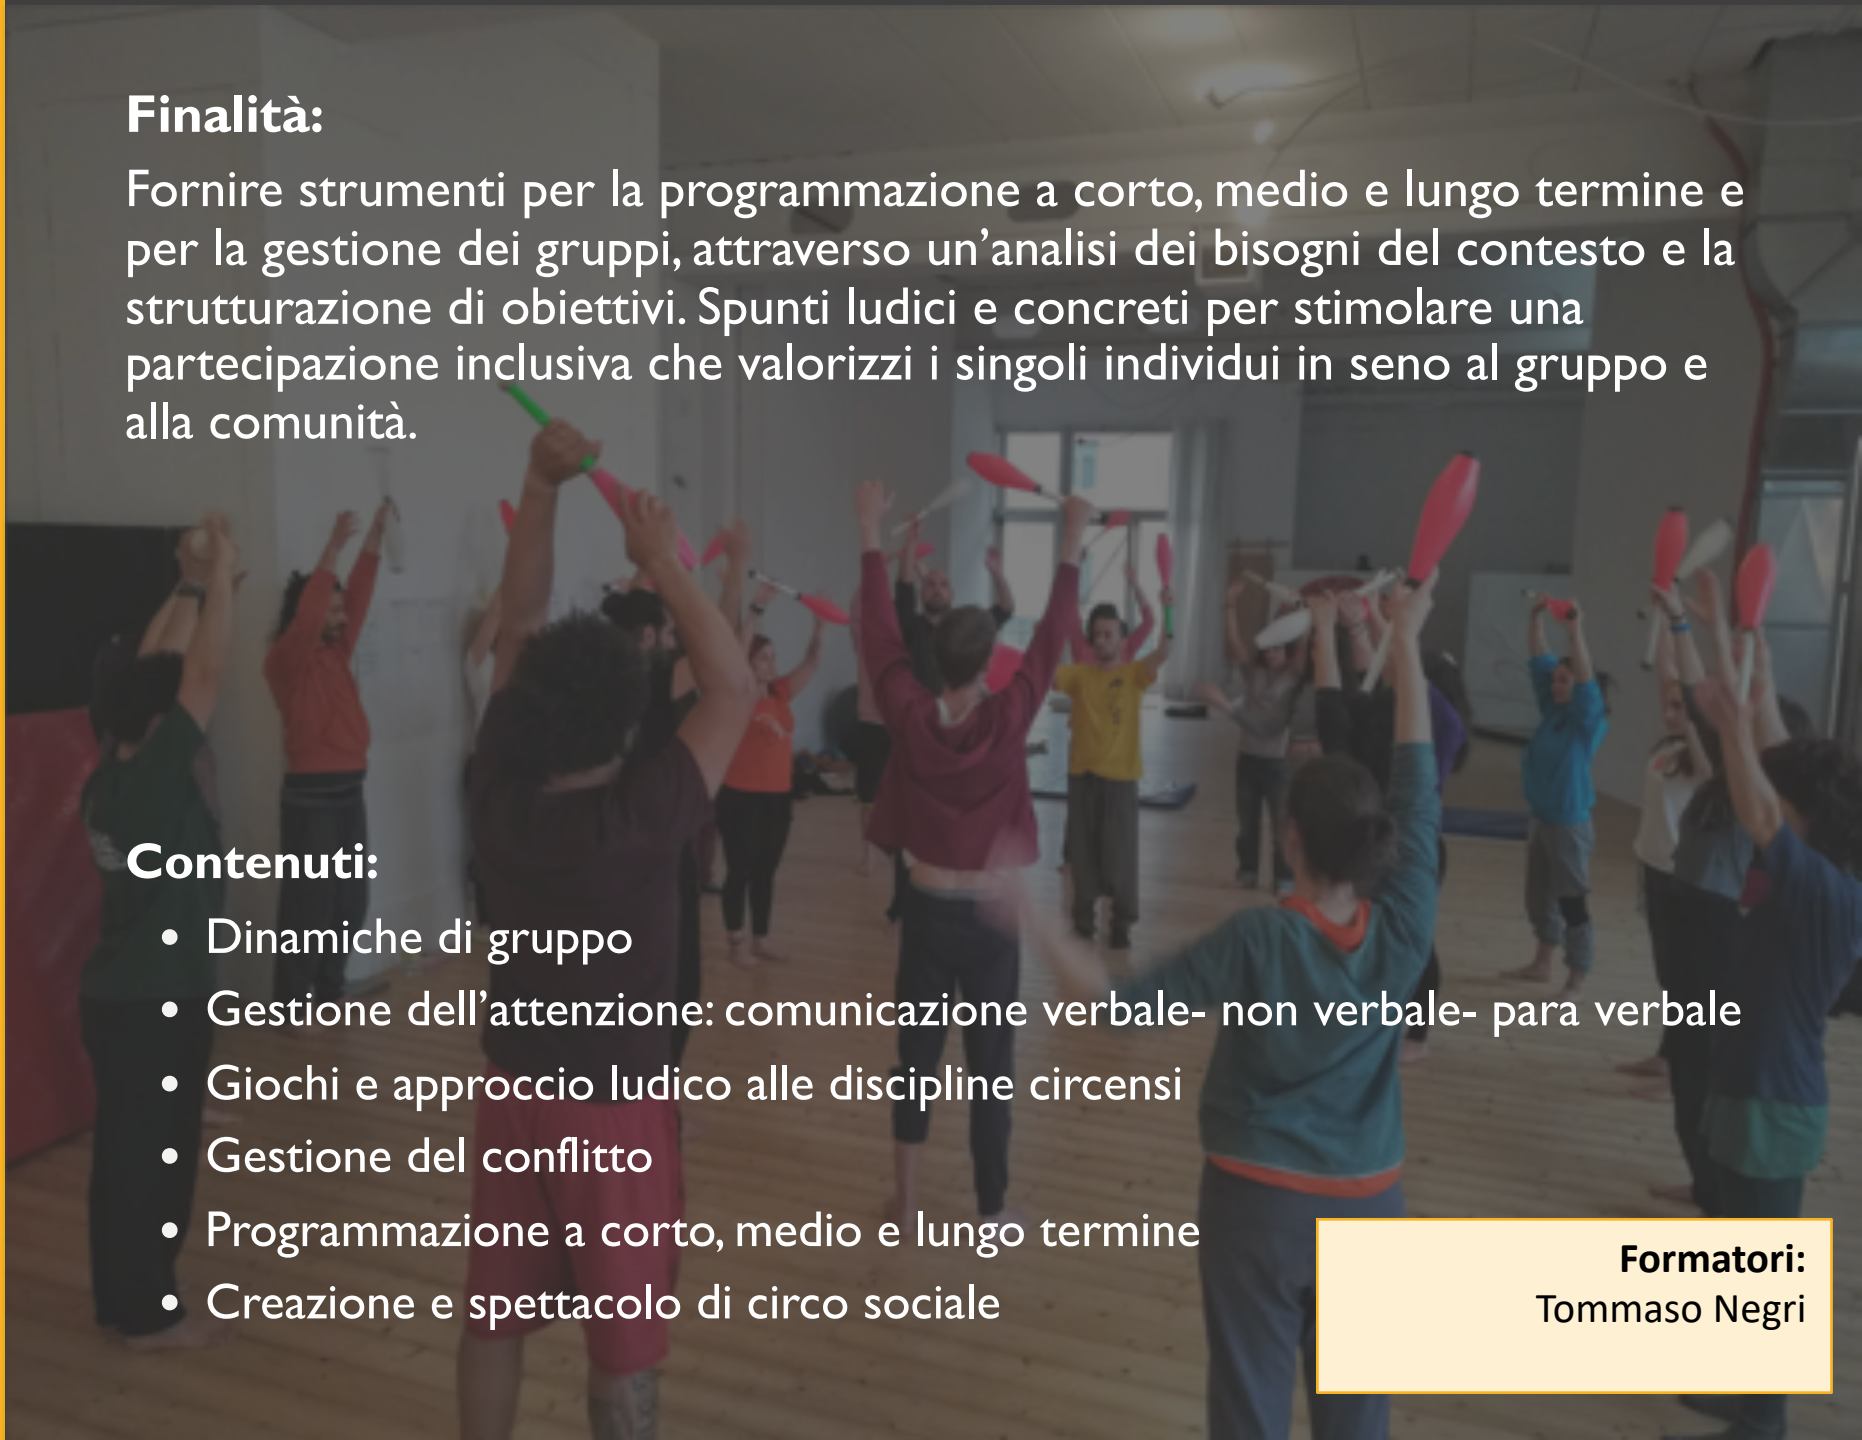 Finalità:
Fornire strumenti per la programmazione a corto, medio e lungo termine e
per la gestione dei gruppi, attraverso un’analisi dei bisogni del contesto e la
strutturazione di obiettivi. Spunti ludici e concreti per stimolare una
partecipazione inclusiva che valorizzi i singoli individui in seno al gruppo e
alla comunità.
Contenuti:
• Dinamiche di gruppo
• Gestione dell’attenzione: comunicazione verbale- non verbale- para verbale
• Giochi e approccio ludico alle discipline circensi
• Gestione del conflitto
• Programmazione a corto, medio e lungo termine
• Creazione e spettacolo di circo sociale
Formatori:
Tommaso Negri